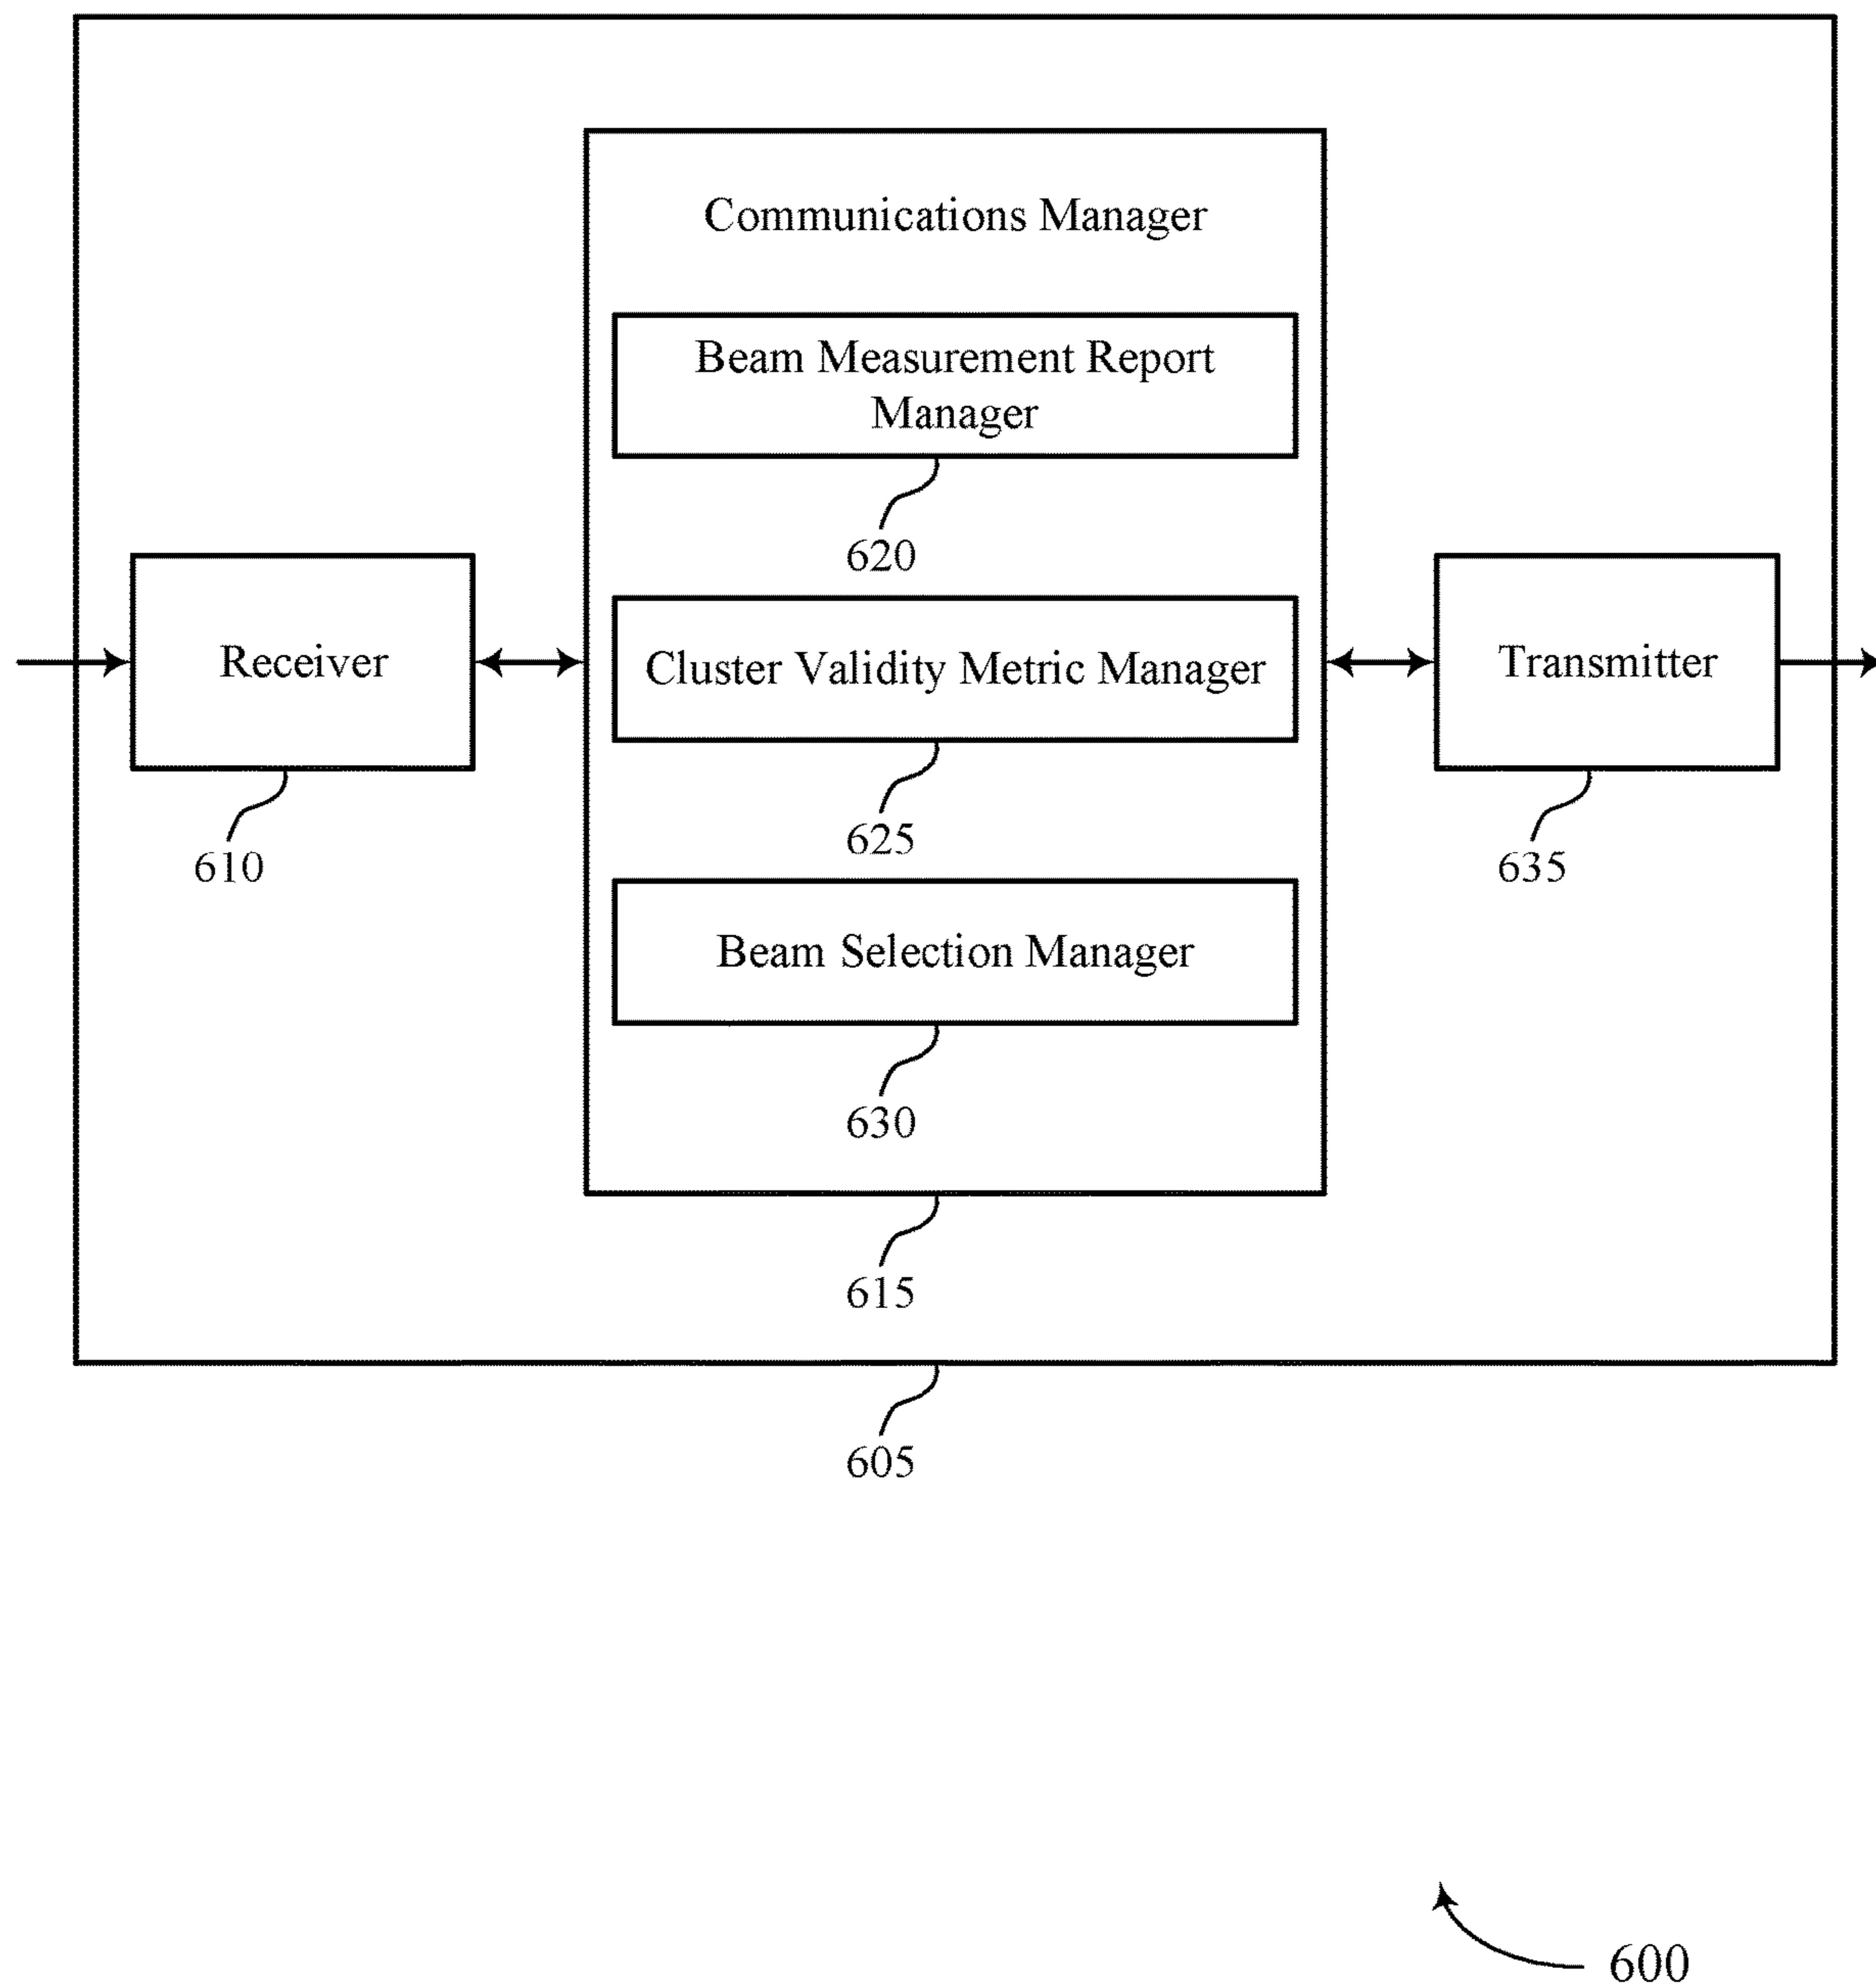 Communications Manager
Beam Measurement Report
Manager
620
Receiver
Cluster Validity Metric Manager
Transmitter
610
625
635
Beam Selection Manager
630
615
605
600